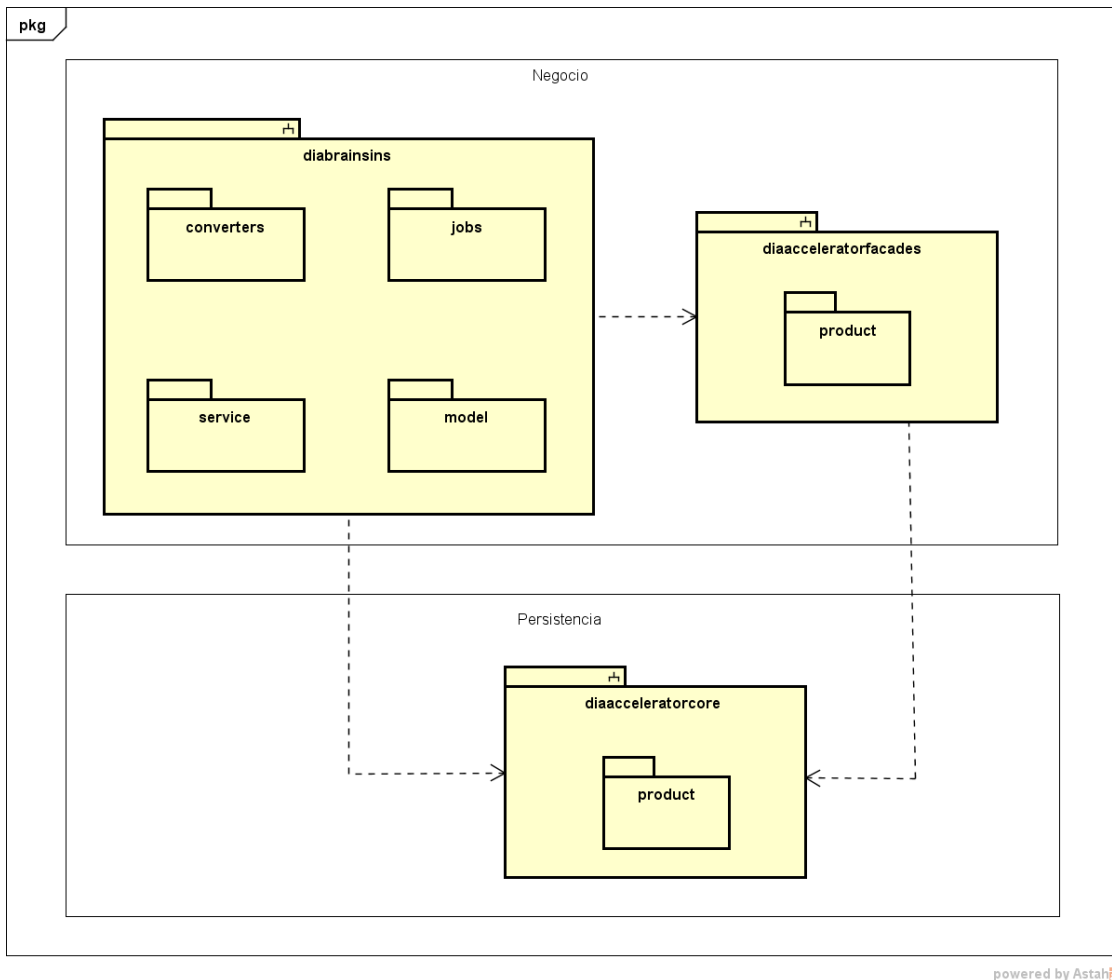 pkg
Negocio
diabrainsins
converters
jobs
service
model
diaacceleratorfacades
product
Persistencia
diaacceleratorcore
product
powered by Astah